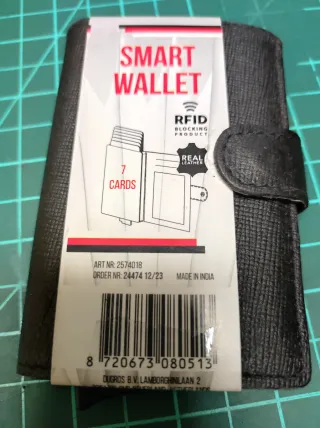 SMART
WALLET
RFID
BLOCKING
PRODUCT
REAL
LEATHER
7
CARDS
ART NR: 2574018
ORDER NR: 24474 12/23 MADE IN INDIA
8 720673 080513
DUGROS B.V. LAMBORGHINILAAN 2